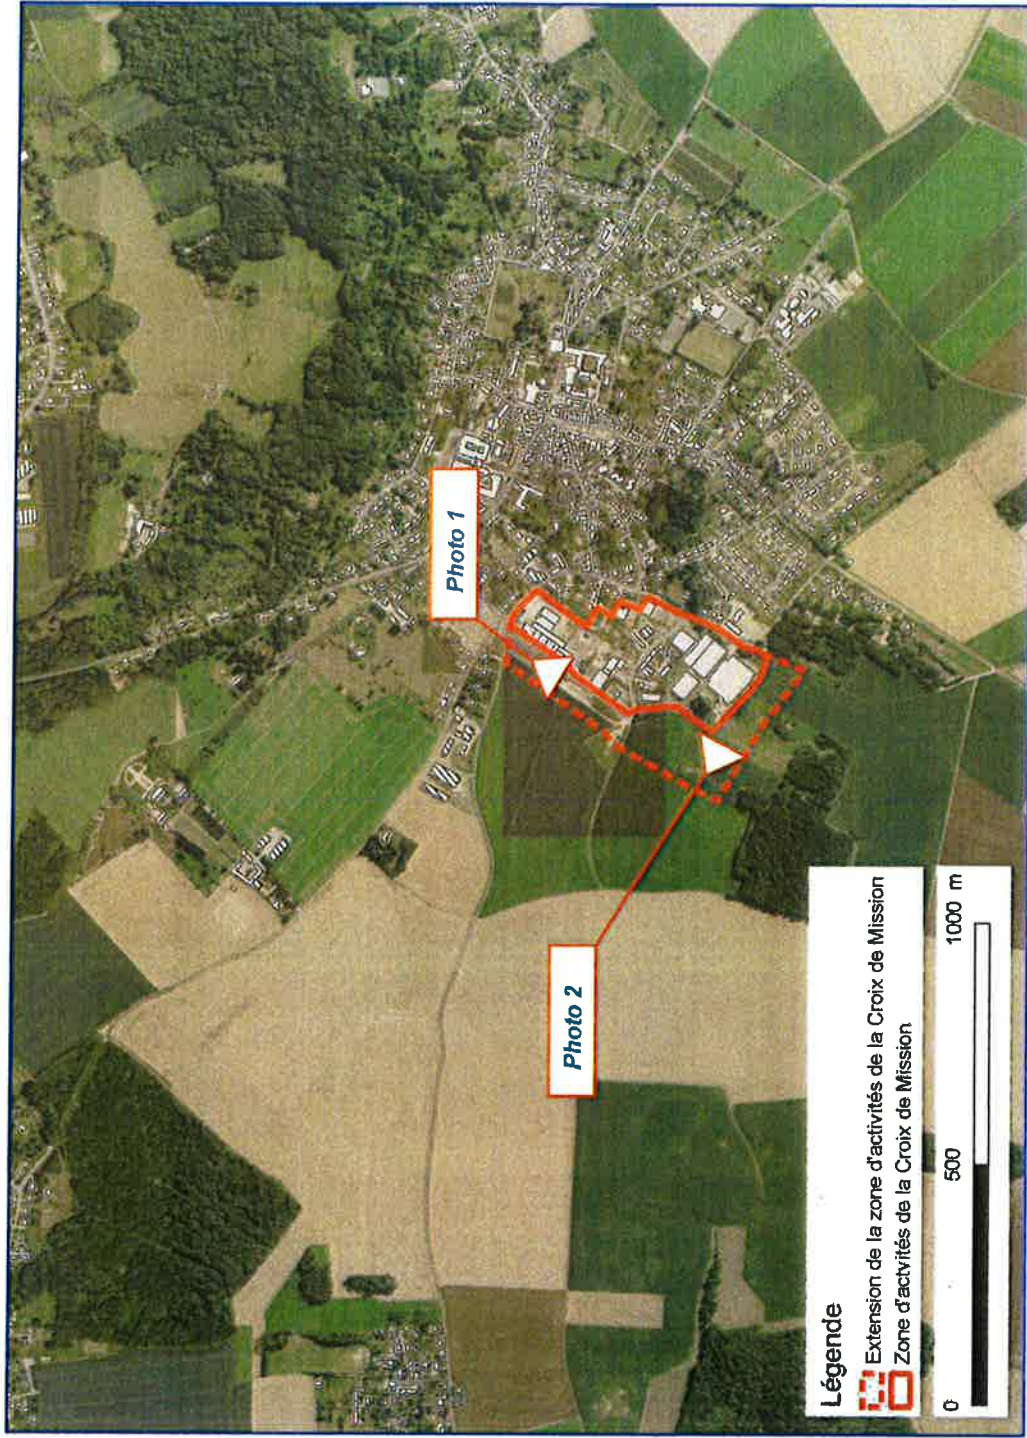 Photo 1
Photo 2
Légende
Extension de la zone d'activités de la Croix de Mission
Zone d'actvités de la Croix de Mission
0 500 1000 m